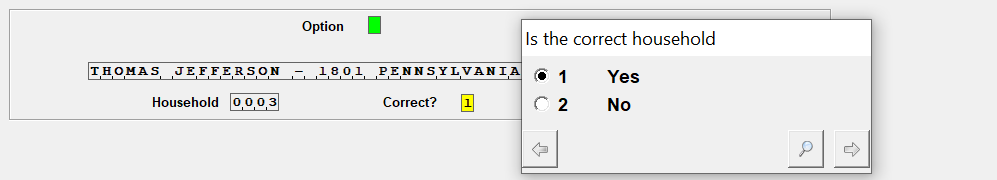 Option
THOMAS JEFFERSON - 1801 PENNSYLVANIA
Household 0003 Correct? 1
Is the correct household
1 Yes
2 No